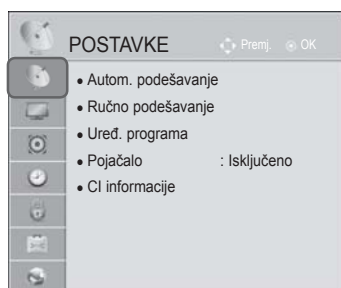 POSTAVKE
Premj. OK
• Autom. podešavanje
• Ručno podešavanje
• Uređ. programa
• Pojačalo : Isključeno
• CI informacije